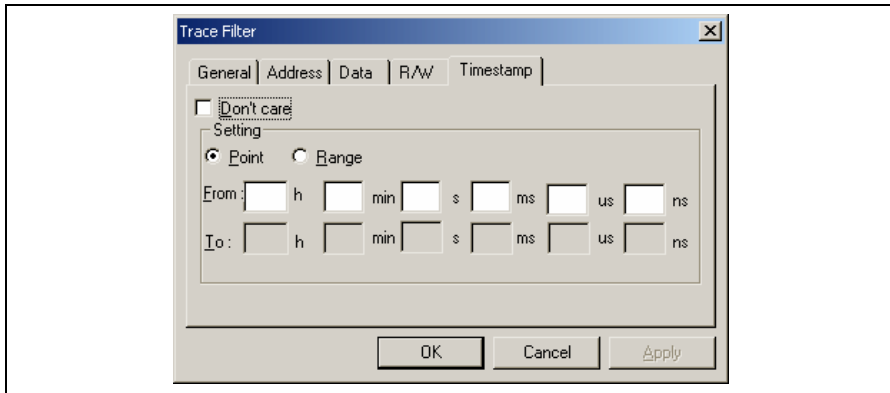 Trace Filter
General Address Data R/W Timestamp
Don't care
Setting
Point Range
From : h min s ms us ns
To : h min s ms us ns
OK Cancel Apply